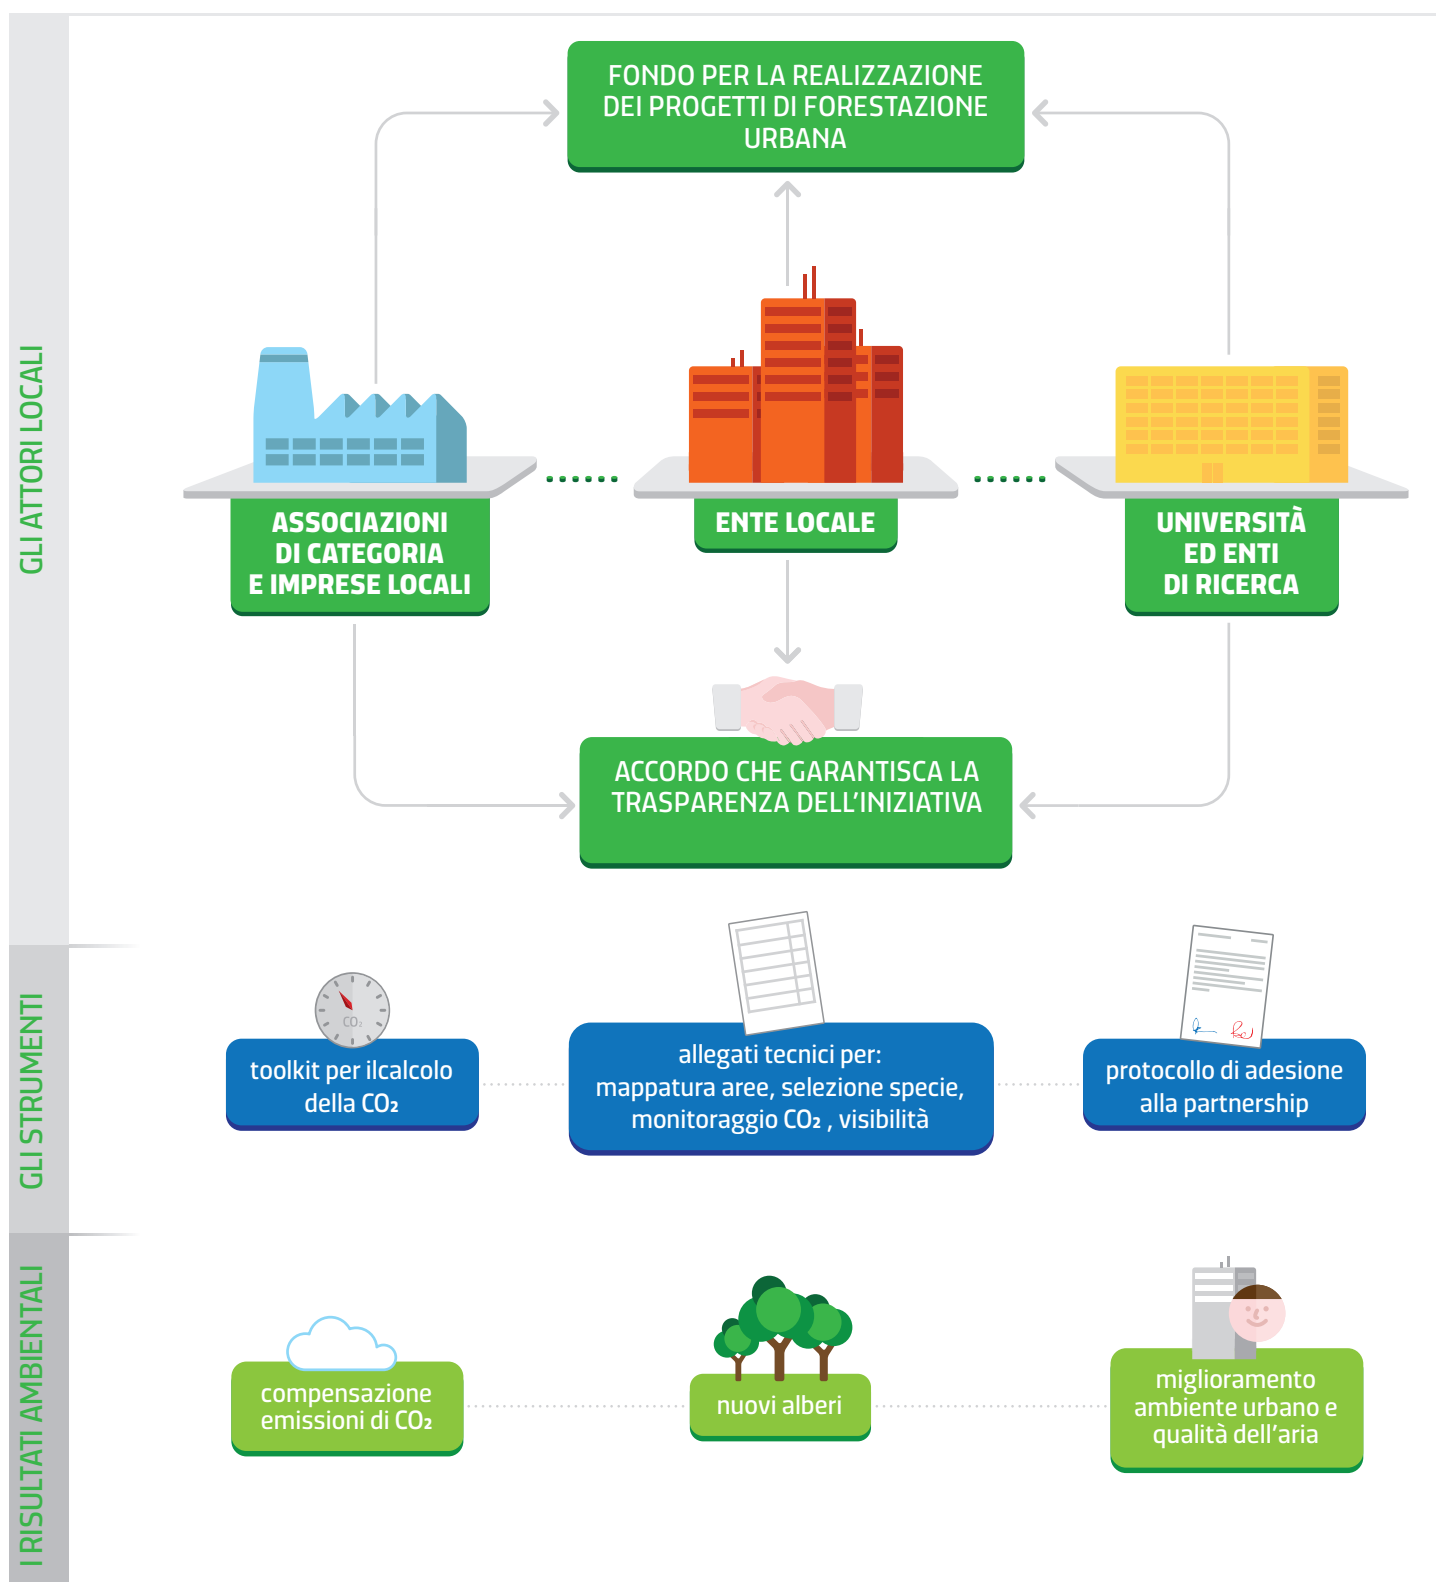 GLI ATTORI LOCALI
FONDO PER LA REALIZZAZIONE
DEI PROGETTI DI FORESTAZIONE
URBANA
ASSOCIAZIONI
DI CATEGORIA
E IMPRESE LOCALI
ENTE LOCALE
UNIVERSITÀ
ED ENTI
DI RICERCA
ACCORDO CHE GARANTISCA LA
TRASPARENZA DELL'INIZIATIVA
GLI STRUMENTI
CO₂
toolkit per ilcalcolo
della CO₂
allegati tecnici per:
mappatura aree, selezione specie,
monitoraggio CO₂ , visibilità
protocollo di adesione
alla partnership
I RISULTATI AMBIENTALI
compensazione
emissioni di CO₂
nuovi alberi
miglioramento
ambiente urbano e
qualità dell'aria